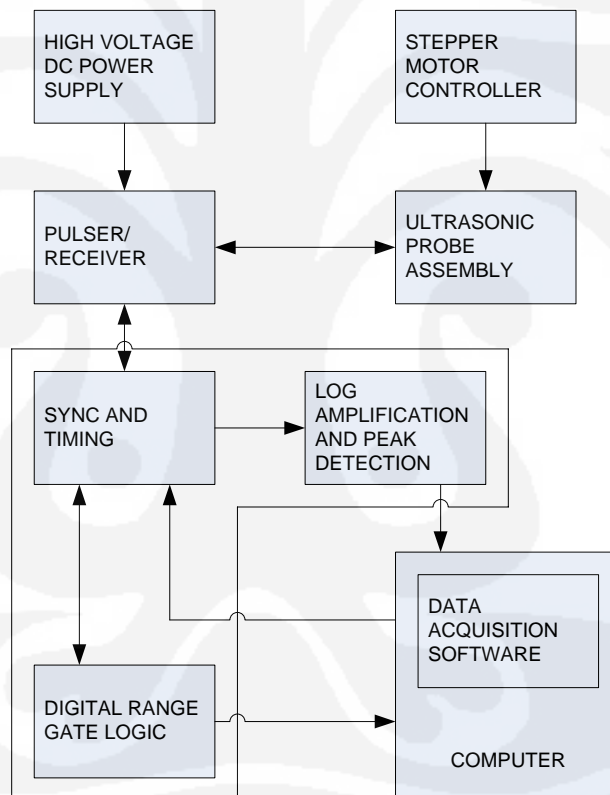 HIGH VOLTAGE
DC POWER
SUPPLY
STEPPER
MOTOR
CONTROLLER
PULSER/
RECEIVER
ULTRASONIC
PROBE
ASSEMBLY
SYNC AND
TIMING
LOG
AMPLIFICATION
AND PEAK
DETECTION
DATA
ACQUISITION
SOFTWARE
DIGITAL RANGE
GATE LOGIC
COMPUTER